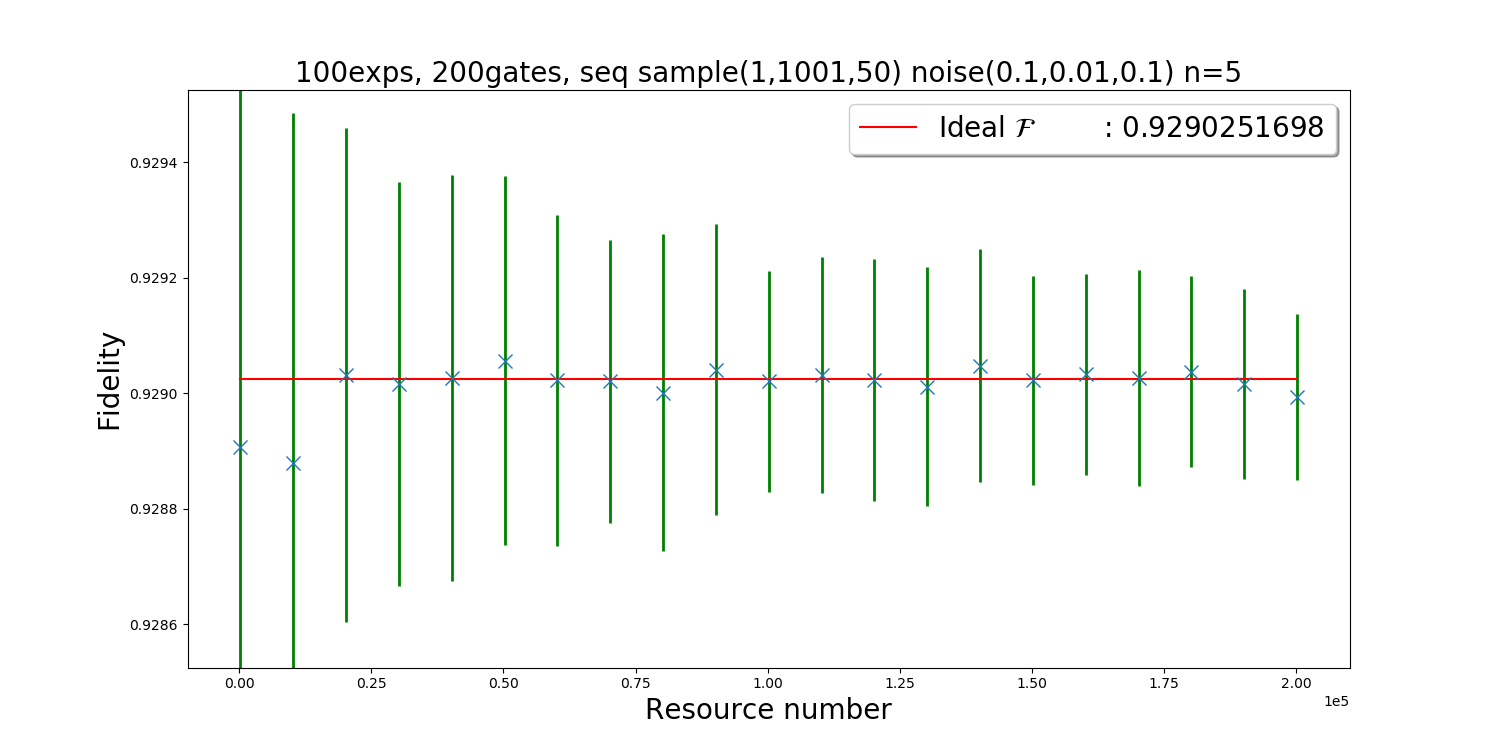 100exps, 200gates, seq sample(1,1001,50) noise(0.1,0.01,0.1) n=5
Ideal ℱ : 0.9290251698
Fidelity
0.9294
0.9292
0.9290
0.9288
0.9286
0.00 0.25 0.50 0.75 1.00 1.25 1.50 1.75 2.00
1e5
Resource number